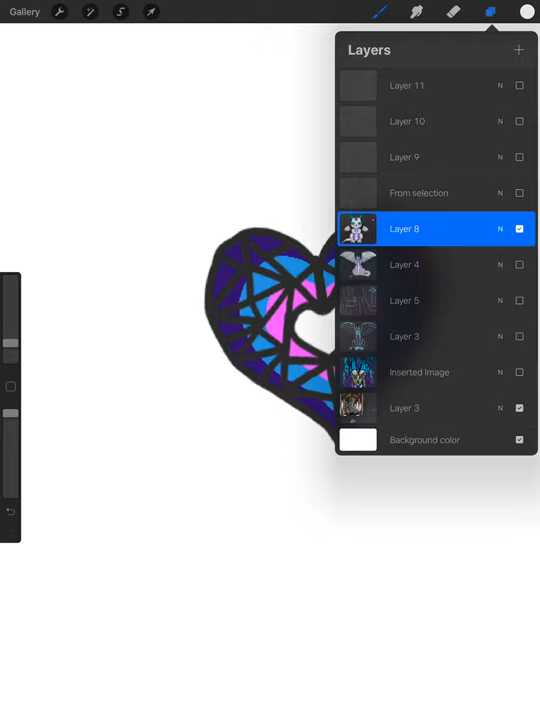 Gallery
Layers
Layer 11 N
Layer 10 N
Layer 9 N
From selection N
Layer 8 N
Layer 4 N
Layer 5 N
Layer 3 N
Inserted Image N
Layer 3 N
Background color